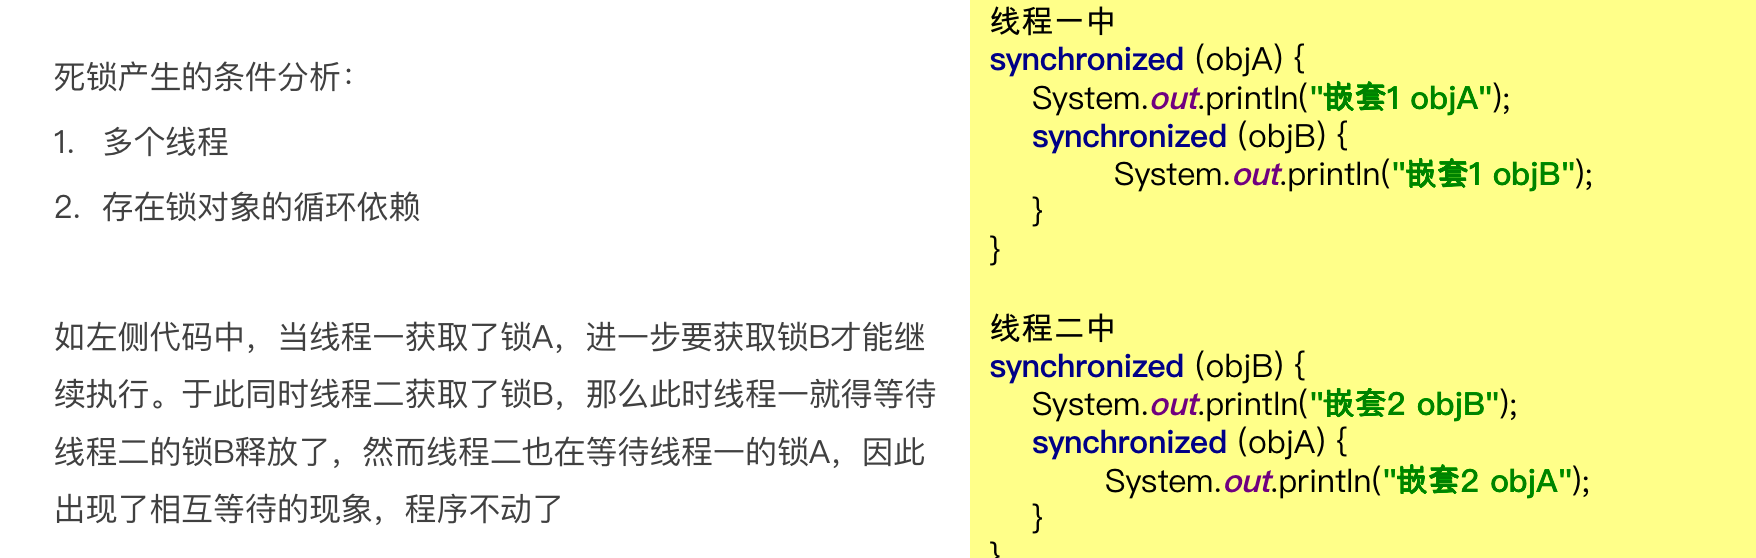 死锁产生的条件分析：
1. 多个线程
2. 存在锁对象的循环依赖
如左侧代码中，当线程一获取了锁A，进一步要获取锁B才能继
续执行。于此同时线程二获取了锁B，那么此时线程一就得等待
线程二的锁B释放了，然而线程二也在等待线程一的锁A，因此
出现了相互等待的现象，程序不动了
线程一中
synchronized (objA) {
System.out.println("嵌套1 objA");
synchronized (objB) {
System.out.println("嵌套1 objB");
}
}
线程二中
synchronized (objB) {
System.out.println("嵌套2 objB");
synchronized (objA) {
System.out.println("嵌套2 objA");
}
}